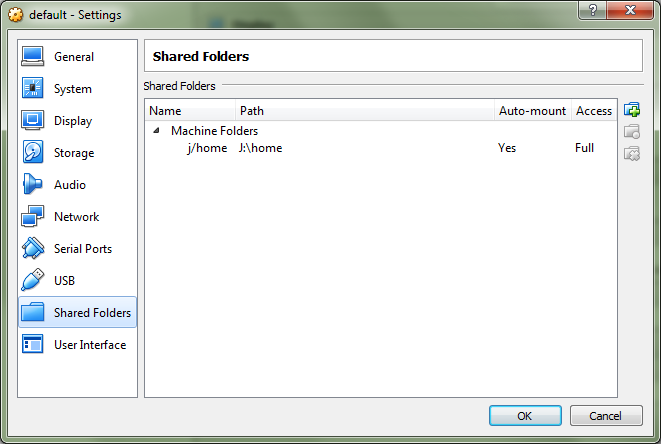 default - Settings
General
System
Display
Storage
Audio
Network
Serial Ports
USB
Shared Folders
User Interface
Shared Folders
Shared Folders
Name Path Auto-mount Access
Machine Folders
j/home J:\home Yes Full
OK Cancel